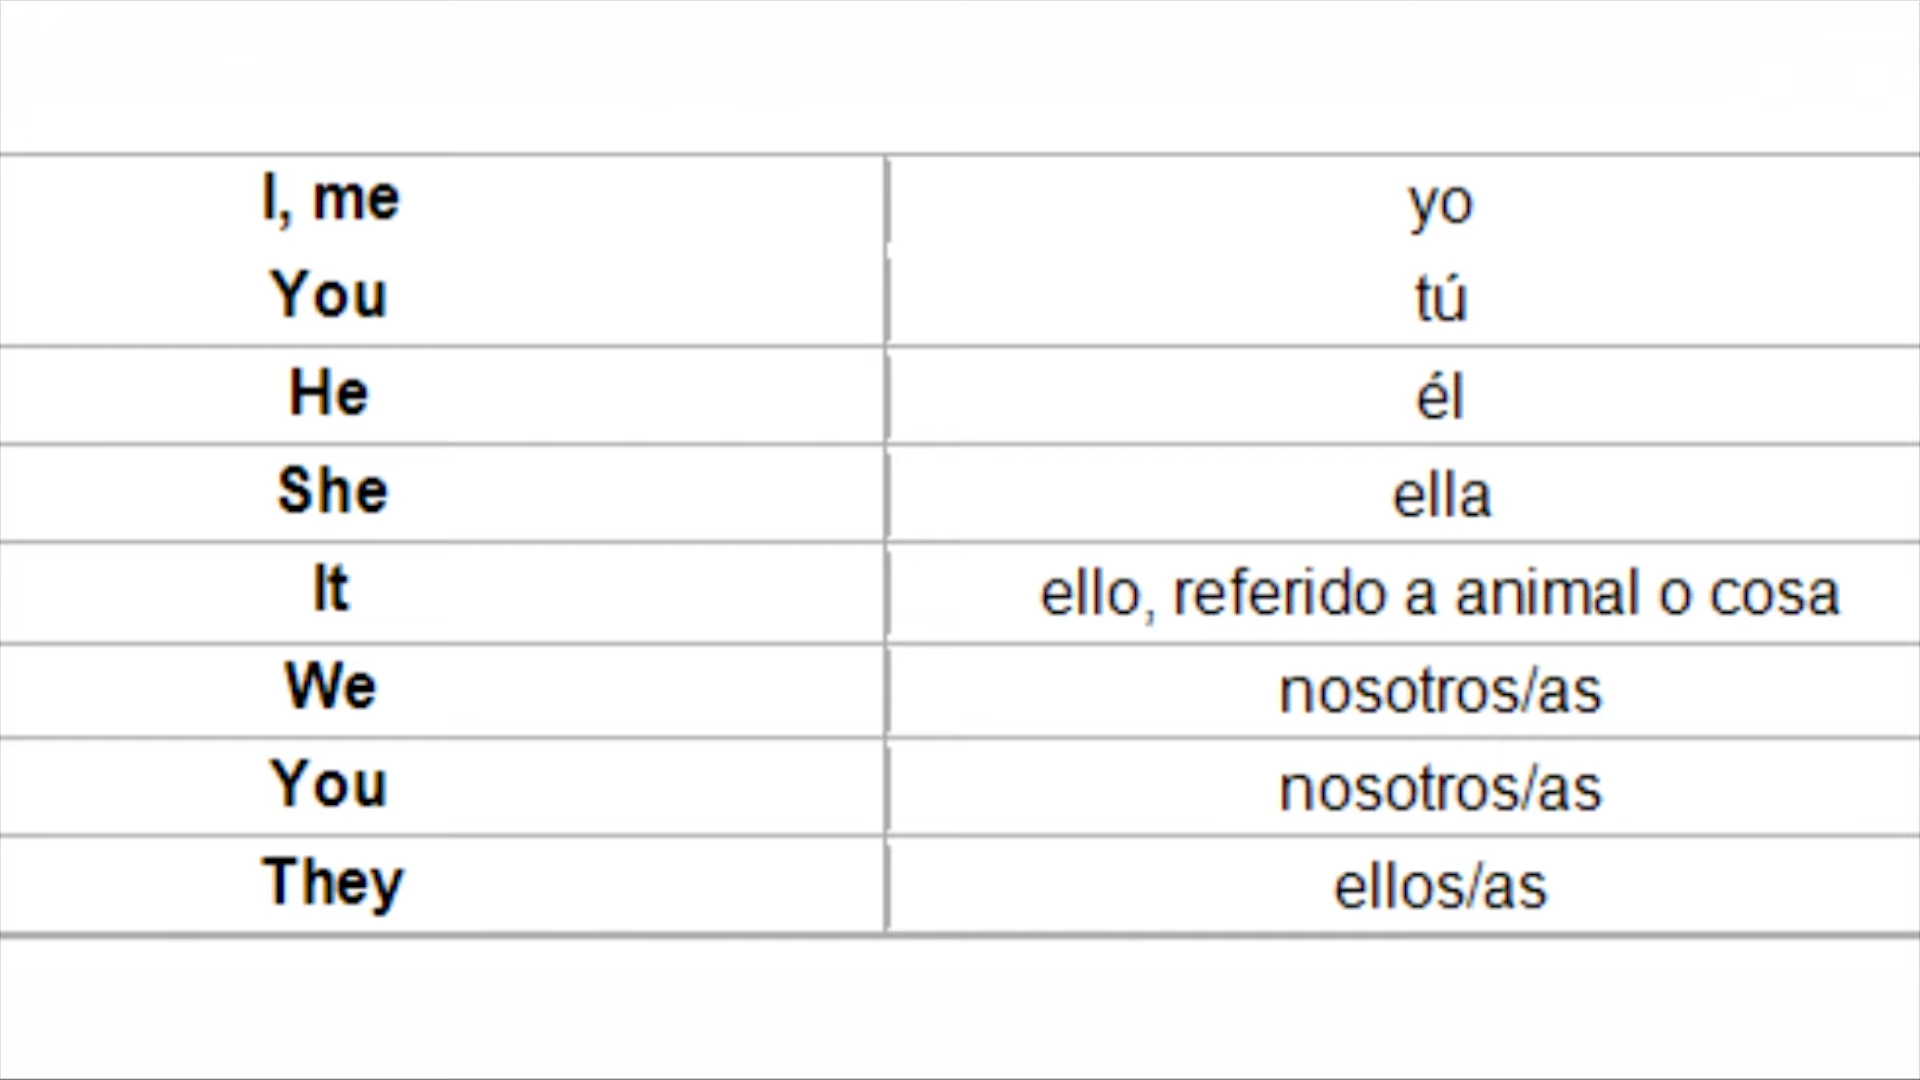 I, me yo
You tú
He él
She ella
It ello, referido a animal o cosa
We nosotros/as
You nosotros/as
They ellos/as